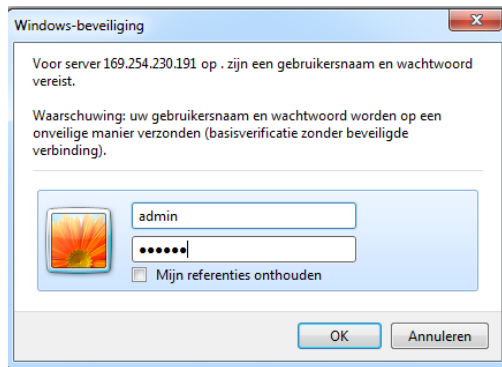 Windows-beveiliging
Voor server 169.254.230.191 op . zijn een gebruikersnaam en wachtwoord
vereist.
Waarschuwing: uw gebruikersnaam en wachtwoord worden op een
onveilige manier verzonden (basisverificatie zonder beveiligde
verbinding).
admin
●●●●●●
Mijn referenties onthouden
OK
Annuleren